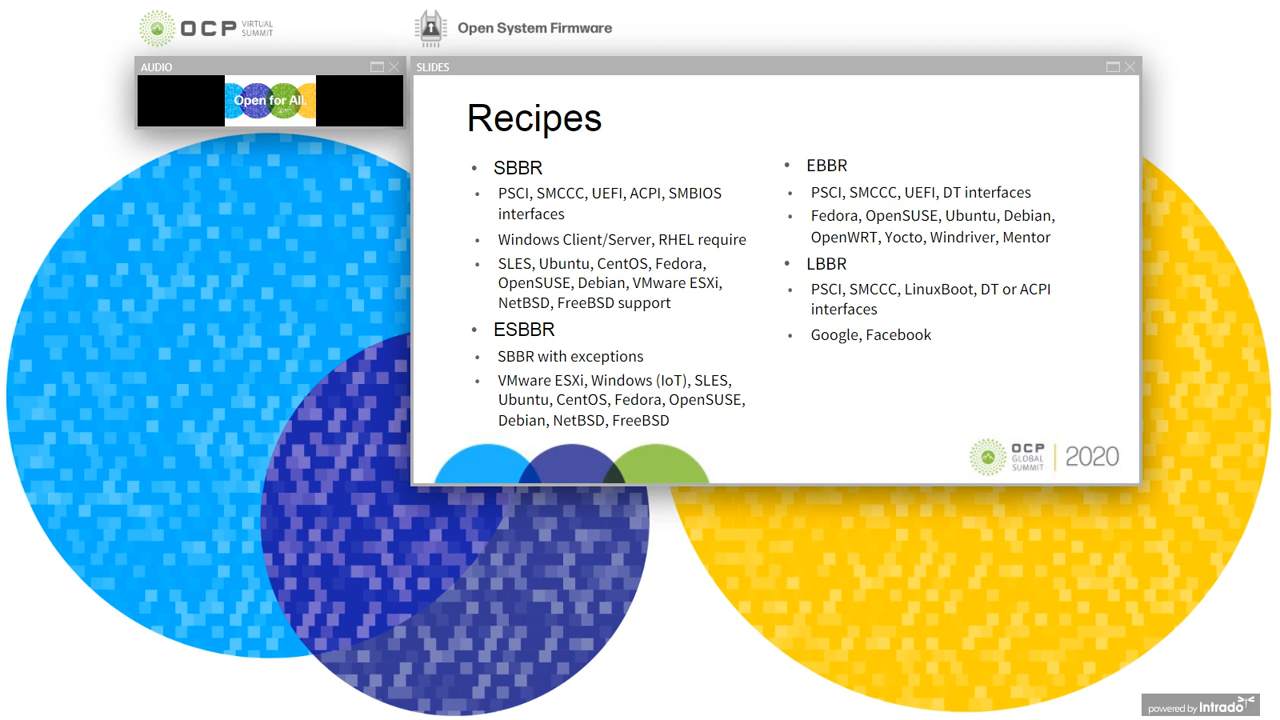 OCP VIRTUAL SUMMIT
Open System Firmware
AUDIO
Open for All.
SLIDES
Recipes
• SBBR
• PSCI, SMCCC, UEFI, ACPI, SMBIOS
interfaces
• Windows Client/Server, RHEL require
• SLES, Ubuntu, CentOS, Fedora,
OpenSUSE, Debian, VMware ESXi,
NetBSD, FreeBSD support
• ESBBR
• SBBR with exceptions
• VMware ESXi, Windows (IoT), SLES,
Ubuntu, CentOS, Fedora, OpenSUSE,
Debian, NetBSD, FreeBSD
• EBBR
• PSCI, SMCCC, UEFI, DT interfaces
• Fedora, OpenSUSE, Ubuntu, Debian,
OpenWRT, Yocto, Windriver, Mentor
• LBBR
• PSCI, SMCCC, LinuxBoot, DT or ACPI
interfaces
• Google, Facebook
OCP
GLOBAL
SUMMIT
2020
powered by Intrado